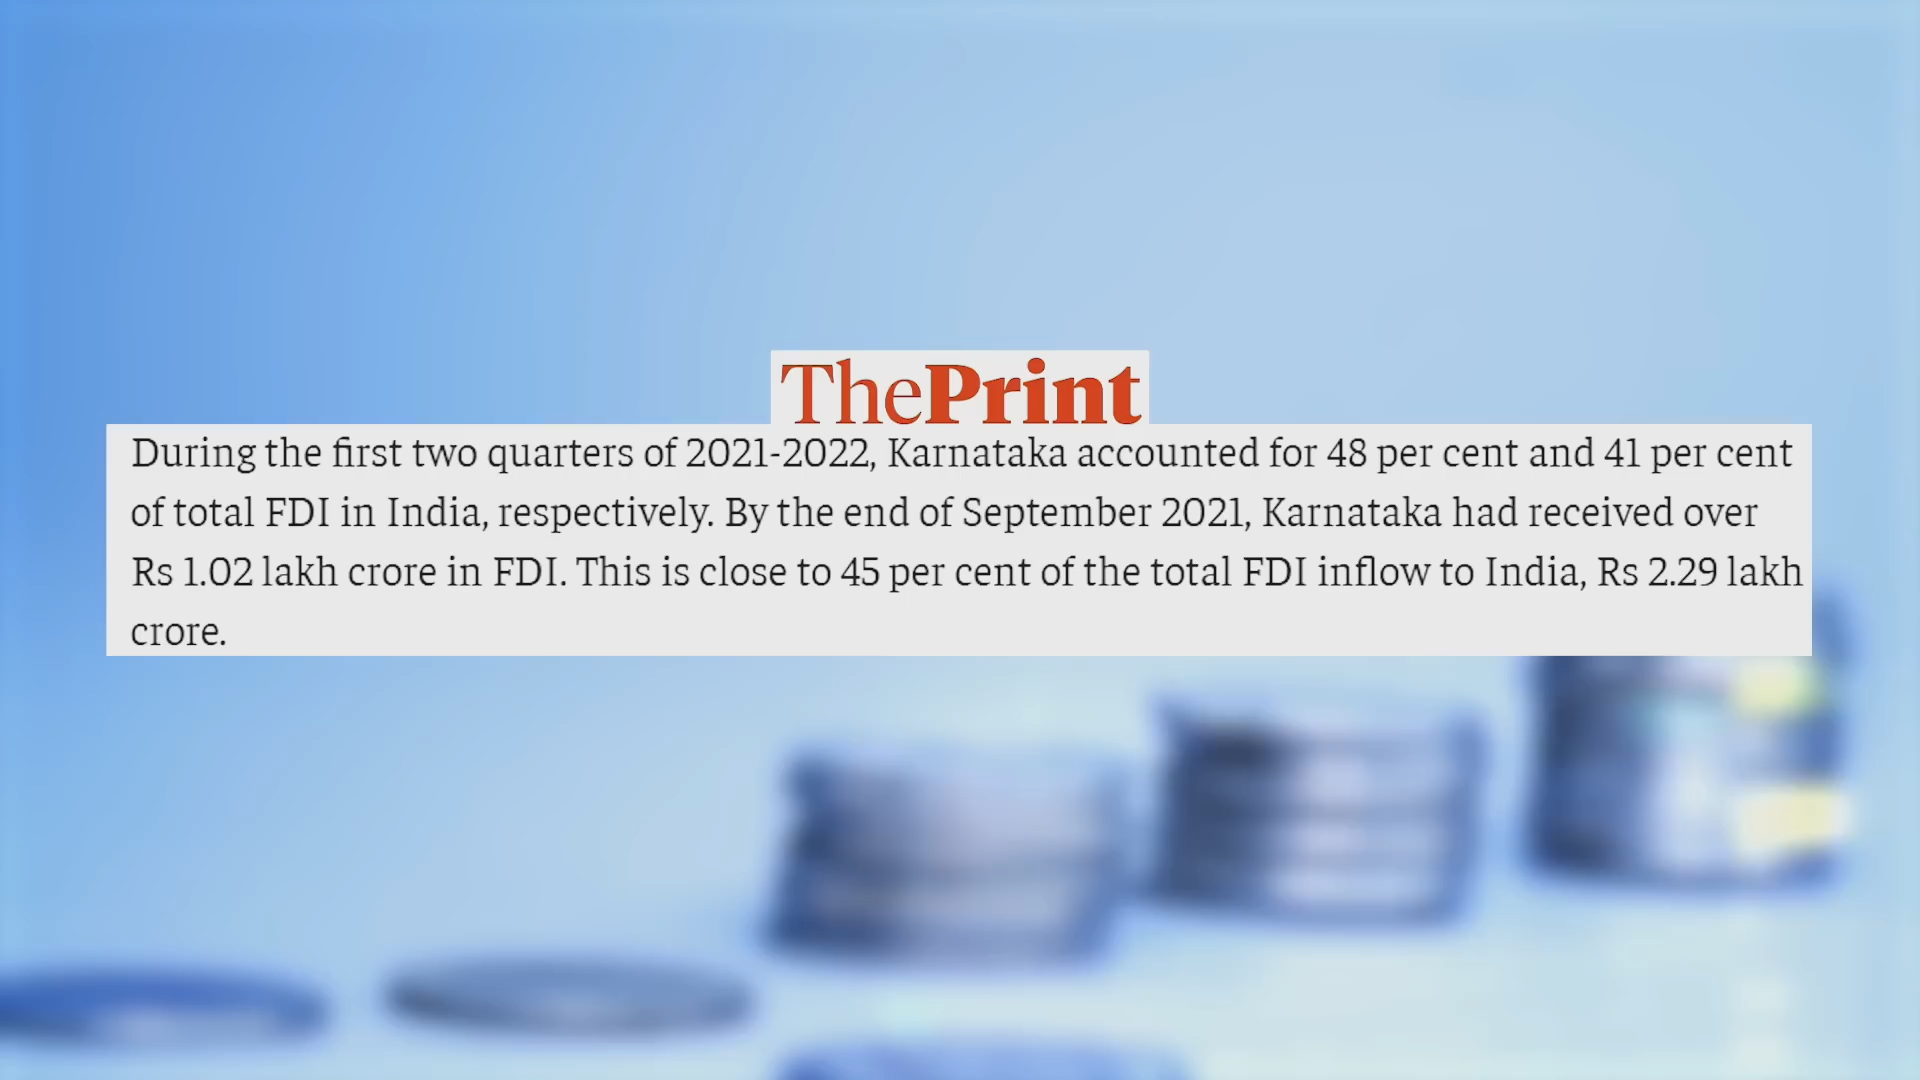 ThePrint
During the first two quarters of 2021-2022, Karnataka accounted for 48 per cent and 41 per cent
of total FDI in India, respectively. By the end of September 2021, Karnataka had received over
Rs 1.02 lakh crore in FDI. This is close to 45 per cent of the total FDI inflow to India, Rs 2.29 lakh
crore.